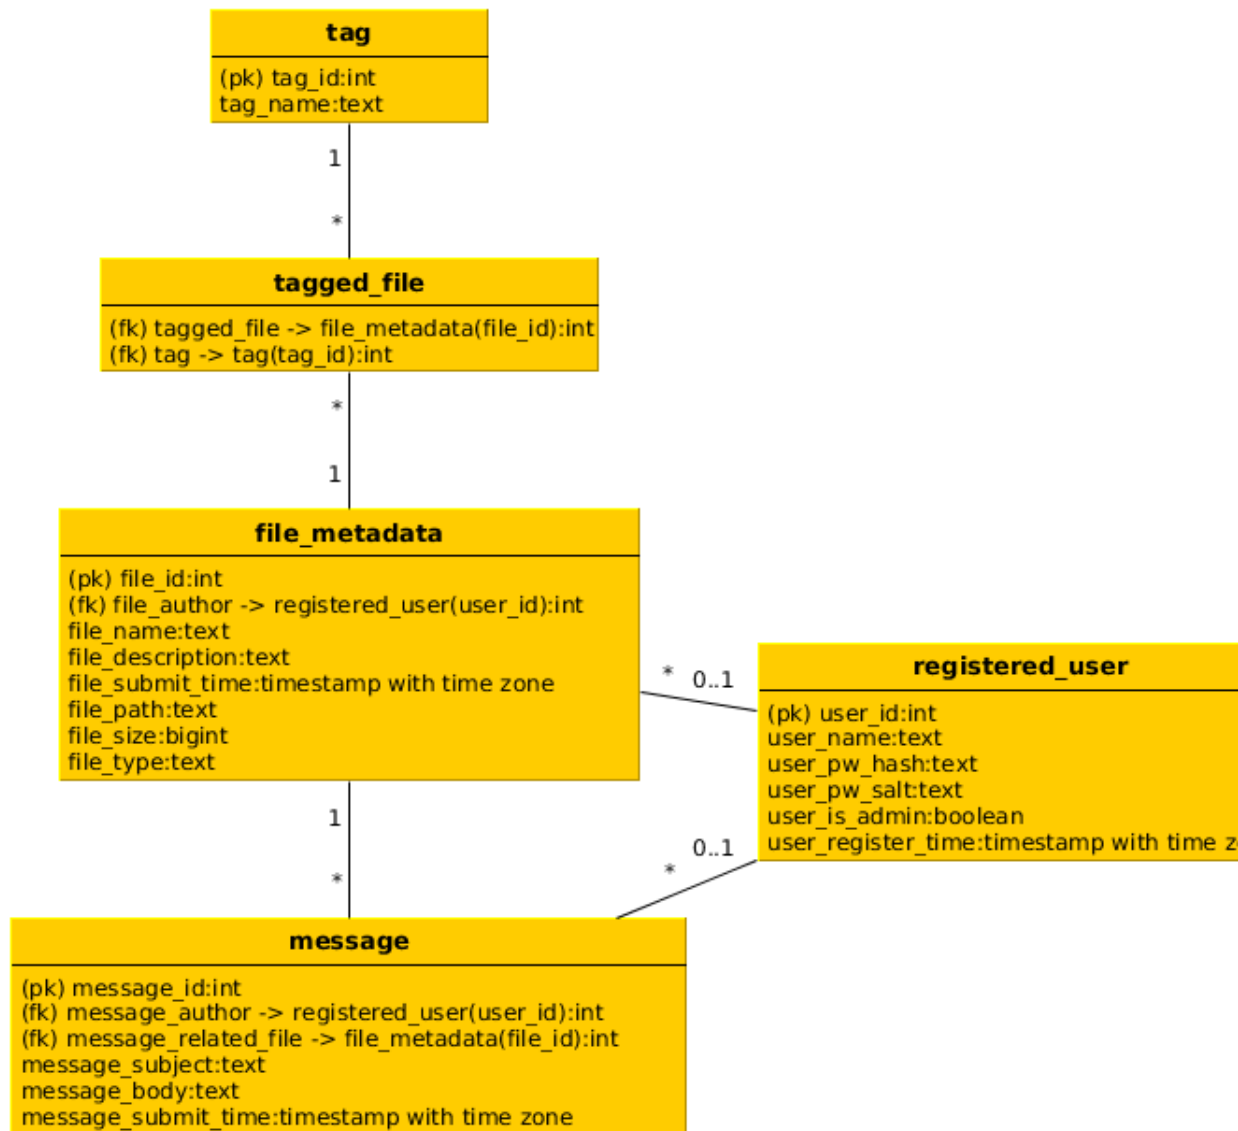 tag
(pk) tag_id:int
tag_name:text
1
*
tagged_file
(fk) tagged_file -> file_metadata(file_id):int
(fk) tag -> tag(tag_id):int
*
1
file_metadata
(pk) file_id:int
(fk) file_author -> registered_user(user_id):int
file_name:text
file_description:text
file_submit_time:timestamp with time zone
file_path:text
file_size:bigint
file_type:text
* 0..1
registered_user
(pk) user_id:int
user_name:text
user_pw_hash:text
user_pw_salt:text
user_is_admin:boolean
user_register_time:timestamp with time
1
*
0..1
*
message
(pk) message_id:int
(fk) message_author -> registered_user(user_id):int
(fk) message_related_file -> file_metadata(file_id):int
message_subject:text
message_body:text
message_submit_time:timestamp with time zone